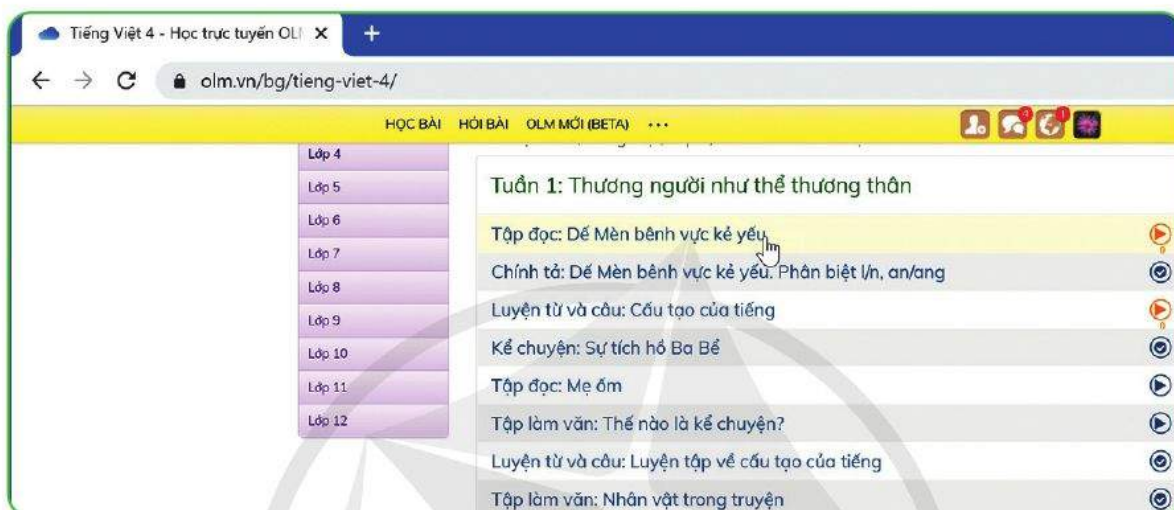 Tiếng Việt 4 - Học trực tuyến OL
olm.vn/bg/tieng-viet-4/
HỌC BÀI HỎI BÀI OLM MỚI (BETA) ...
Lớp 4
Lớp 5
Lớp 6
Lớp 7
Lớp 8
Lớp 9
Lớp 10
Lớp 11
Lớp 12
Tuần 1: Thương người như thể thương thân
Tập đọc: Dế Mèn bênh vực kẻ yếu
0
Chính tả: Dế Mèn bênh vực kẻ yếu. Phân biệt l/n, an/ang
Luyện từ và câu: Cấu tạo của tiếng
0
Kể chuyện: Sự tích hồ Ba Bể
Tập đọc: Mẹ ốm
Tập làm văn: Thế nào là kể chuyện?
Luyện từ và câu: Luyện tập về cấu tạo của tiếng
Tập làm văn: Nhân vật trong truyện